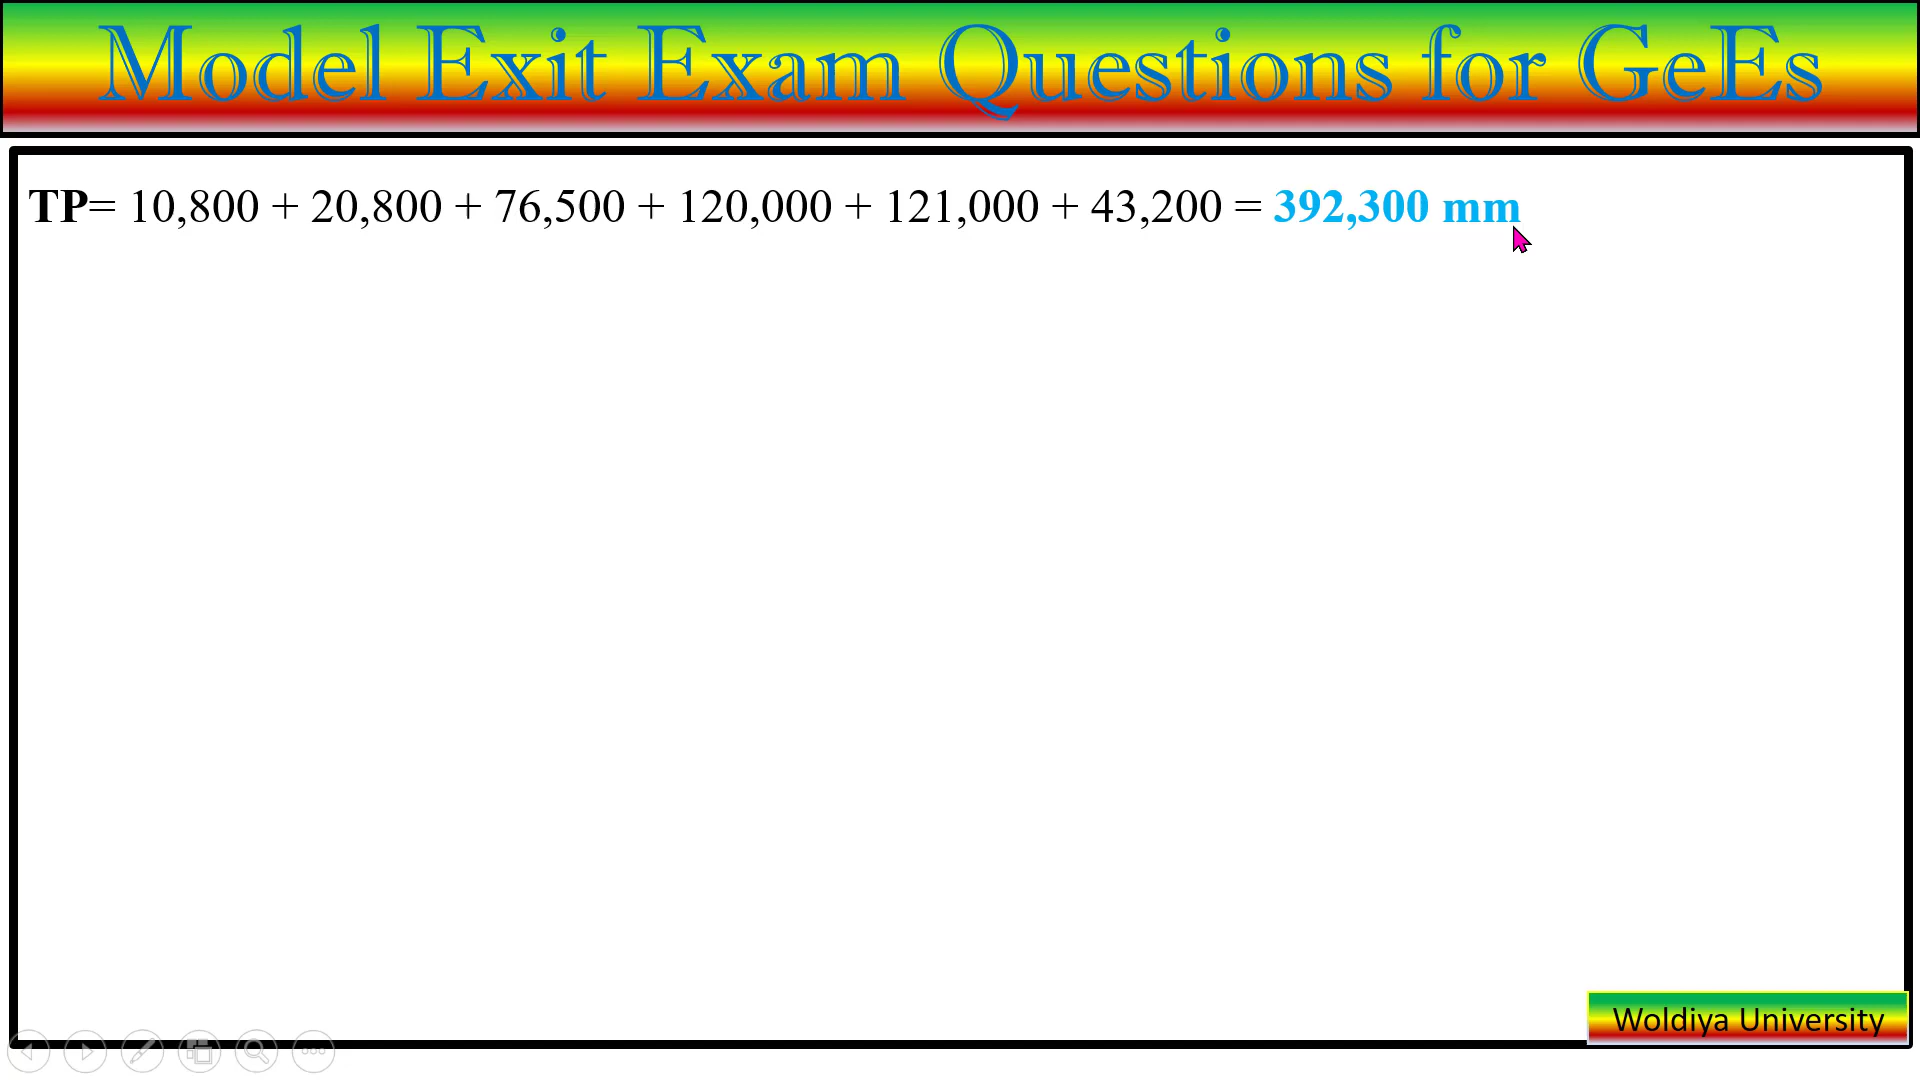 Model Exit Exam Questions for GeEs
TP= 10,800 + 20,800 + 76,500 + 120,000 + 121,000 + 43,200 = 392,300 mm
Woldiya University